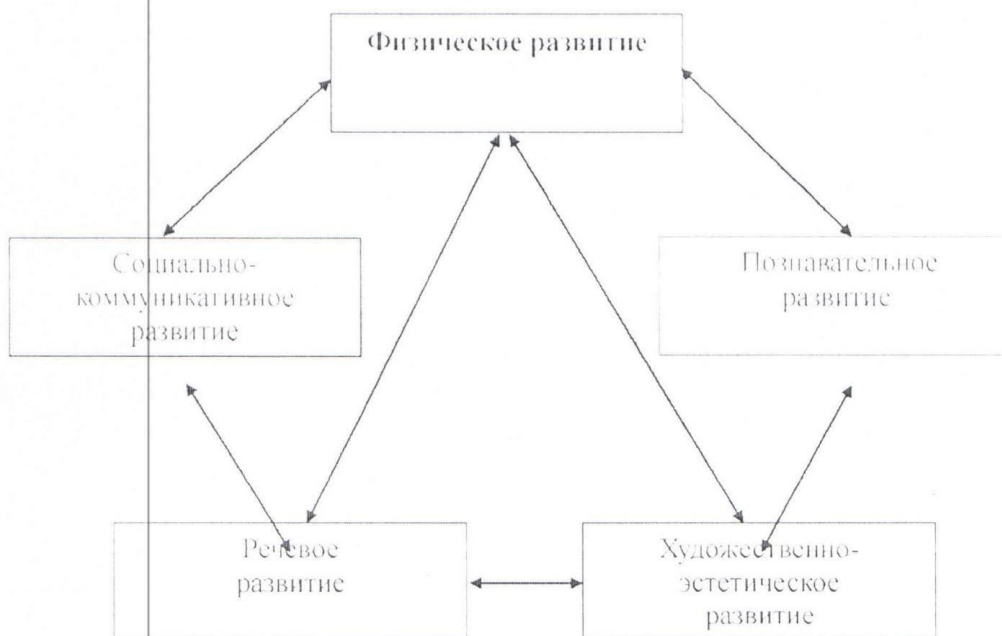 Физическое развитие
Социально-
коммуникативное
развитие
Познавательное
развитие
Речевое
развитие
Художественно-
эстетическое
развитие